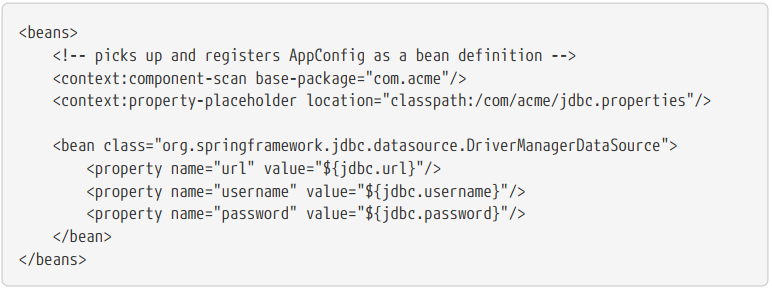 <beans>
    <!-- picks up and registers AppConfig as a bean definition -->
    <context:component-scan base-package="com.acme"/>
    <context:property-placeholder location="classpath:/com/acme/jdbc.properties"/>

    <bean class="org.springframework.jdbc.datasource.DriverManagerDataSource">
        <property name="url" value="${jdbc.url}"/>
        <property name="username" value="${jdbc.username}"/>
        <property name="password" value="${jdbc.password}"/>
    </bean>
</beans>